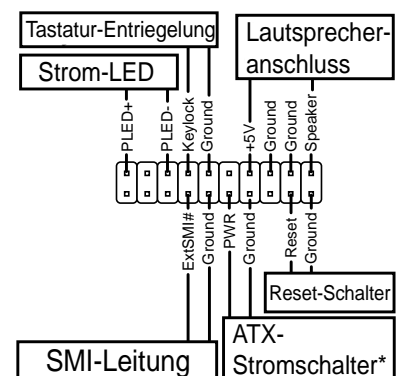 Tastatur-Entriegelung
Lautsprecher-
anschluss
Strom-LED
PLED+
PLED-
Keylock
Ground
+5V
Ground
Ground
Speaker
ExtSMI#
Ground
PWR
Ground
Reset
Ground
Reset-Schalter
SMI-Leitung
ATX-
Stromschalter*